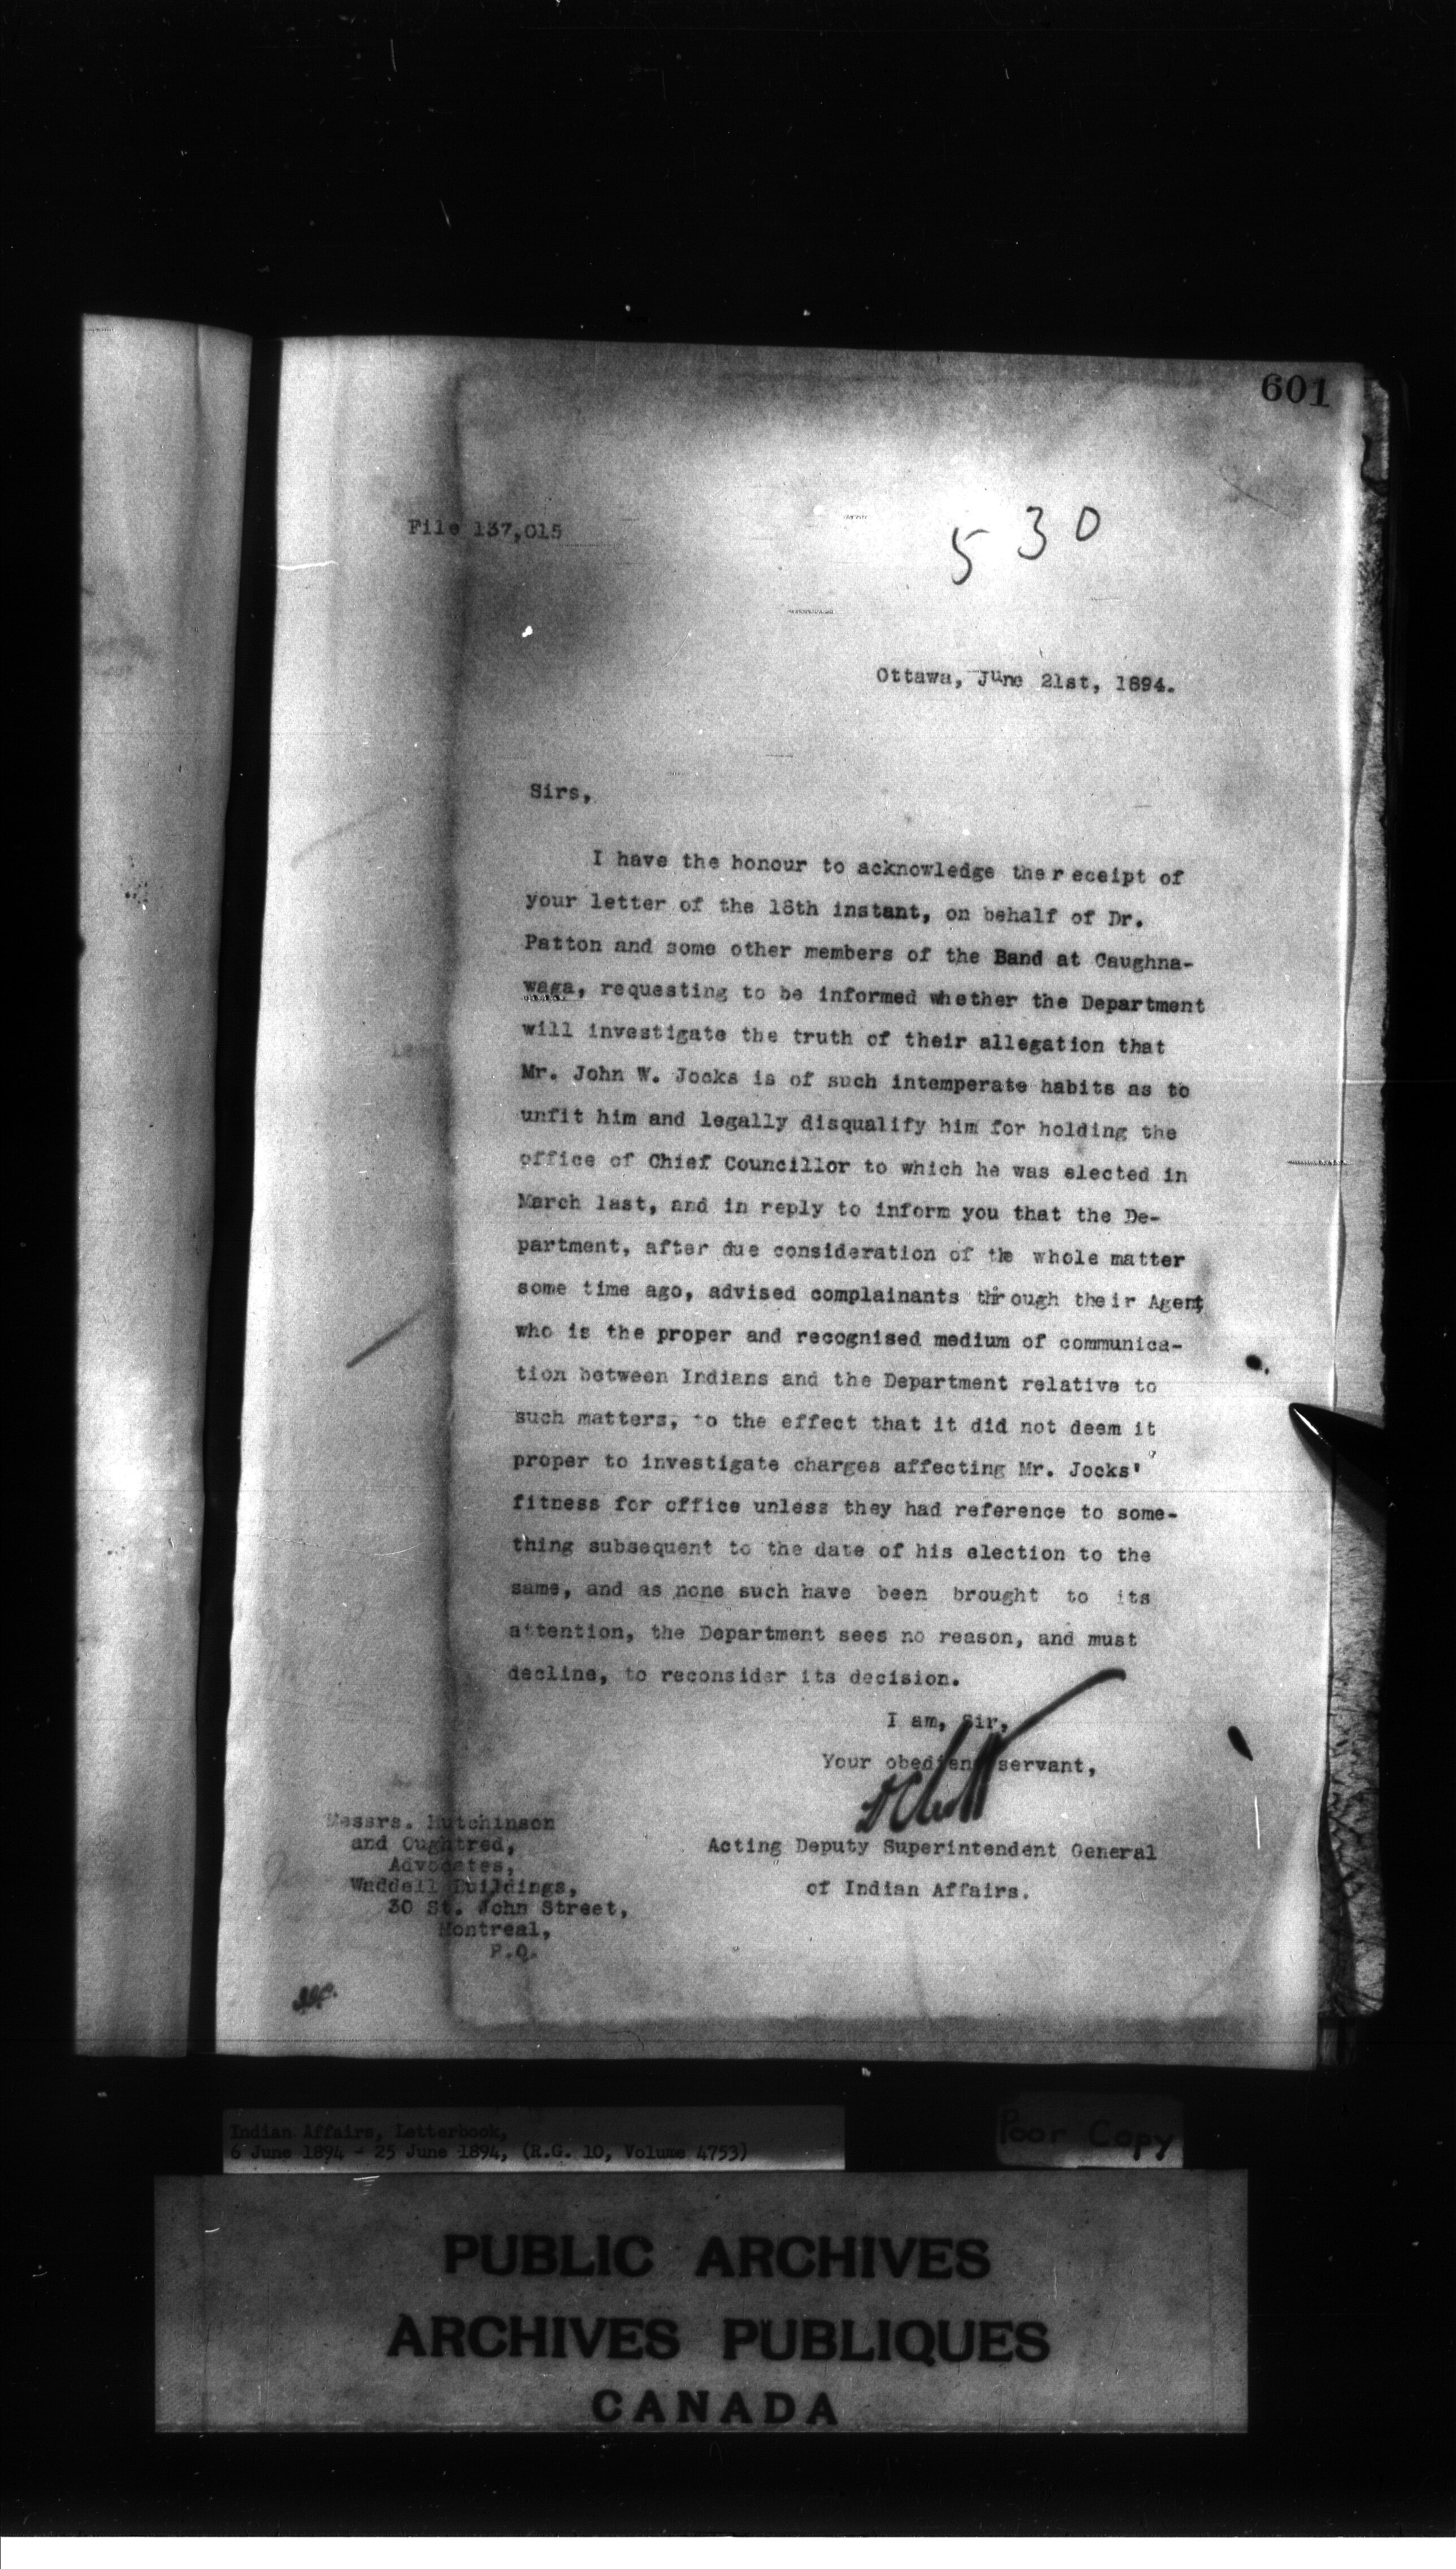 601
File 137,015
530
Ottawa, June 21st, 1894.
Sirs,
I have the honour to acknowledge the r eceipt of
your letter of the 18th instant, on behalf of Dr.
Patton and some other members of the Band at Caughna-
waga, requesting to be informed whether the Department
will investigate the truth of their allegation that
Mr. John W. Jocks is of such intemperate habits as to
unfit him and legally disqualify him for holding the
office of Chief Councillor to which he was elected in
March last, and in reply to inform you that the De-
partment, after due consideration of the whole matter
some time ago, advised complainants through their Agent,
who is the proper and recognised medium of communica-
tion between Indians and the Department relative to
such matters, to the effect that it did not deem it
proper to investigate charges affecting Mr. Jocks'
fitness for office unless they had reference to some-
thing subsequent to the date of his election to the
same, and as none such have been brought to its
attention, the Department sees no reason, and must
decline, to reconsider its decision.
I am, Sir,
Your obedient servant,
Acting Deputy Superintendent General
of Indian Affairs.
Messrs. Hutchinson
and Oughtred,
Advocates,
Waddell Buildings,
30 St. John Street,
Montreal,
P.Q.
Indian Affairs, Letterbook,
6 June 1894 - 25 June 1894, (R.G. 10, Volume 4753)
Poor Copy
PUBLIC ARCHIVES
ARCHIVES PUBLIQUES
CANADA